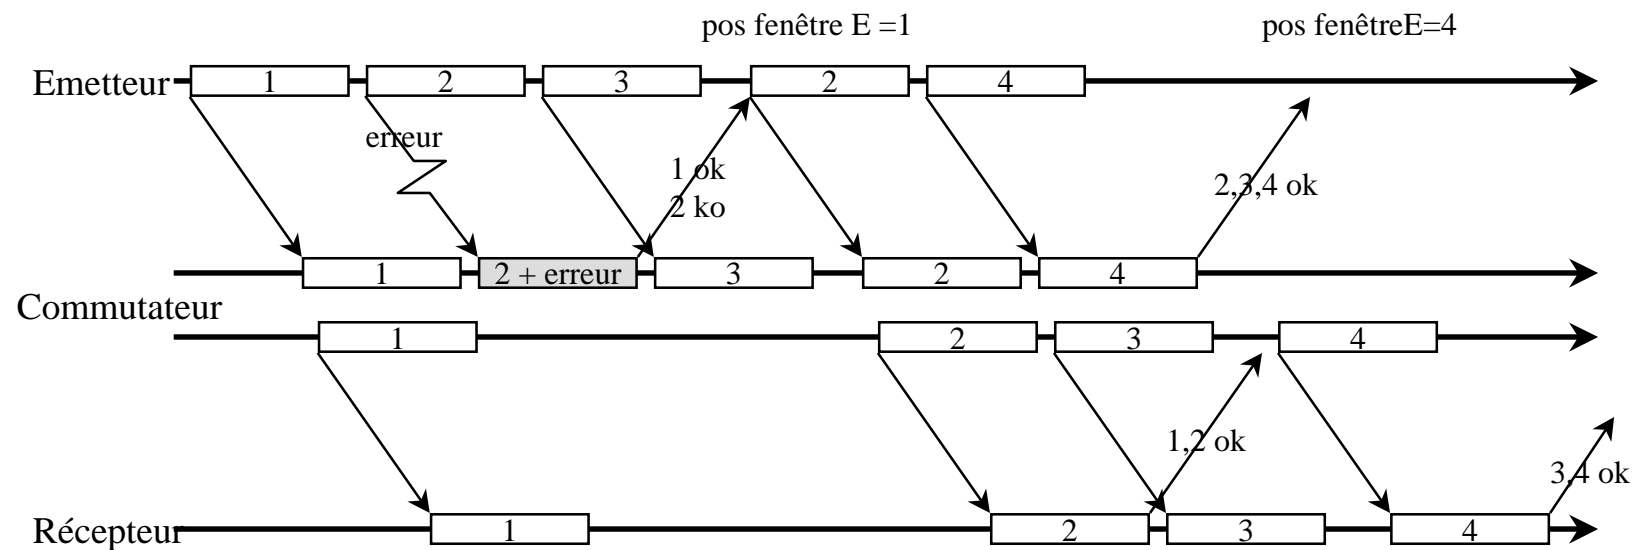 pos fenêtre E =1
pos fenêtreE=4
Emetteur
1
2
3
2
4
erreur
1 ok
2 ko
2,3,4 ok
1
2 + erreur
3
2
4
Commutateur
1
2
3
4
1,2 ok
3,4 ok
Récepteur
1
2
3
4